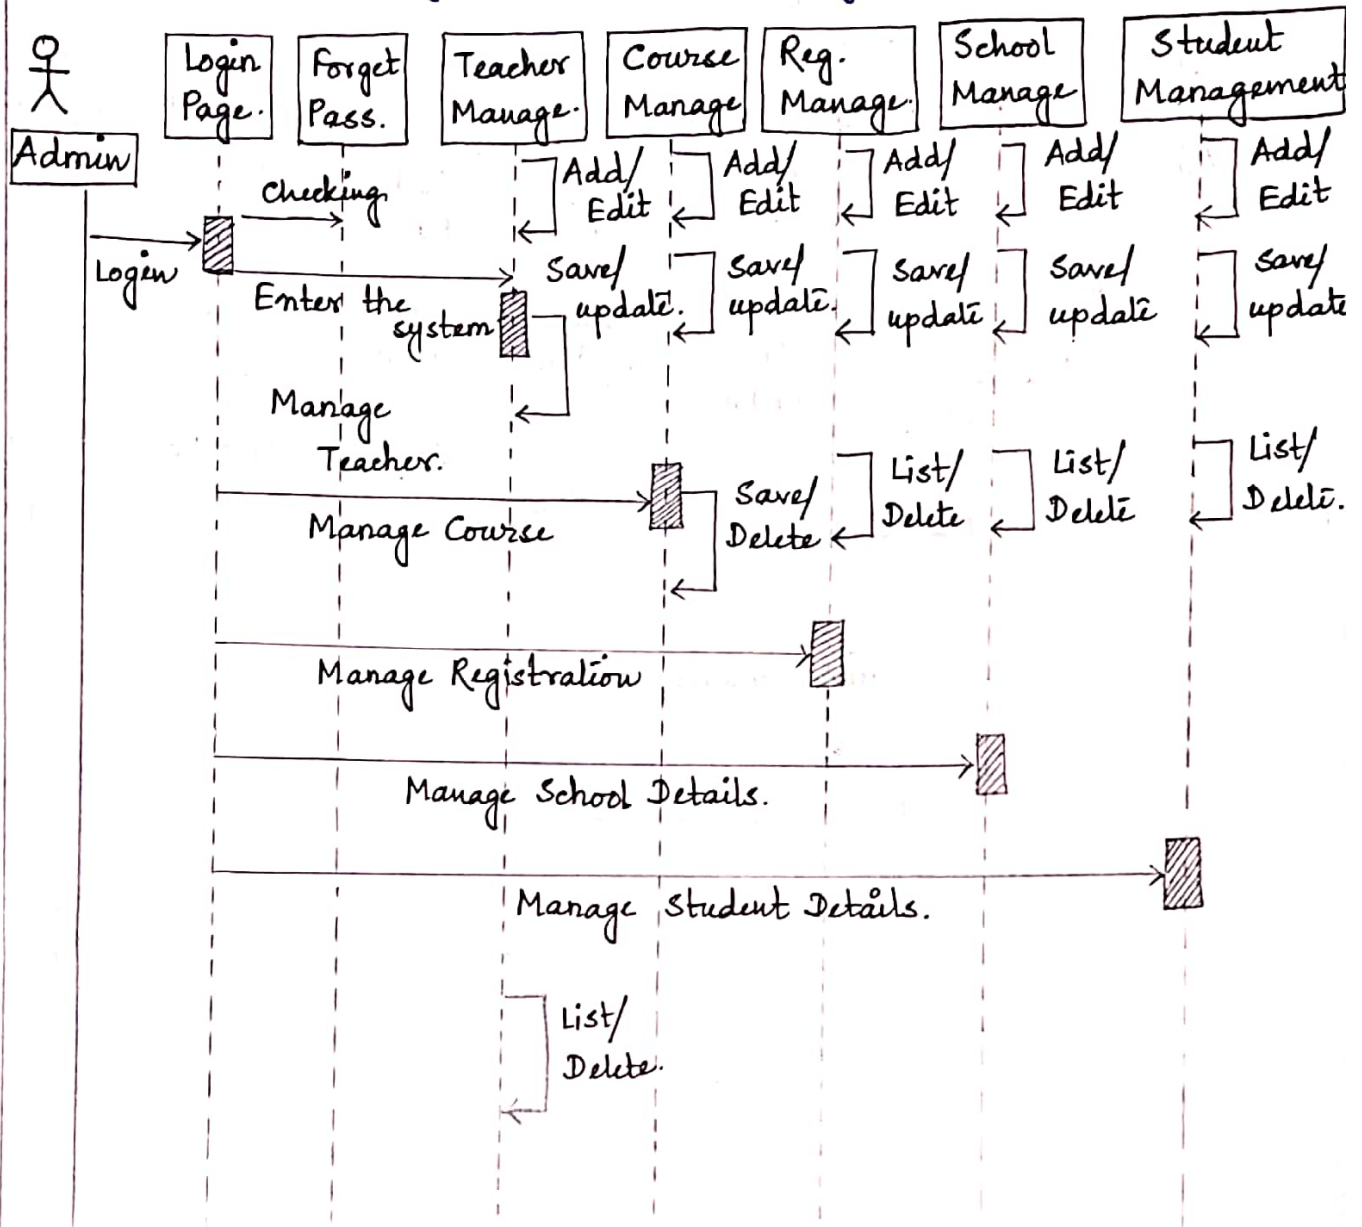 Login
Page.
Forget
Pass.
Teacher
Manage.
Course
Manage
Reg.
Manage.
School
Manage
Student
Management
Admin
Add/
Edit
Add/
Edit
Add/
Edit
Add/
Edit
Add/
Edit
Checking
Login
Enter the
system
Save/
update.
Save/
update.
Save/
update
Save/
update
Save/
update
Manage
Teacher.
Manage Course
Save/
Delete
List/
Delete
List/
Delete
List/
Delete.
Manage Registration
Manage School Details.
Manage Student Details.
List/
Delete.